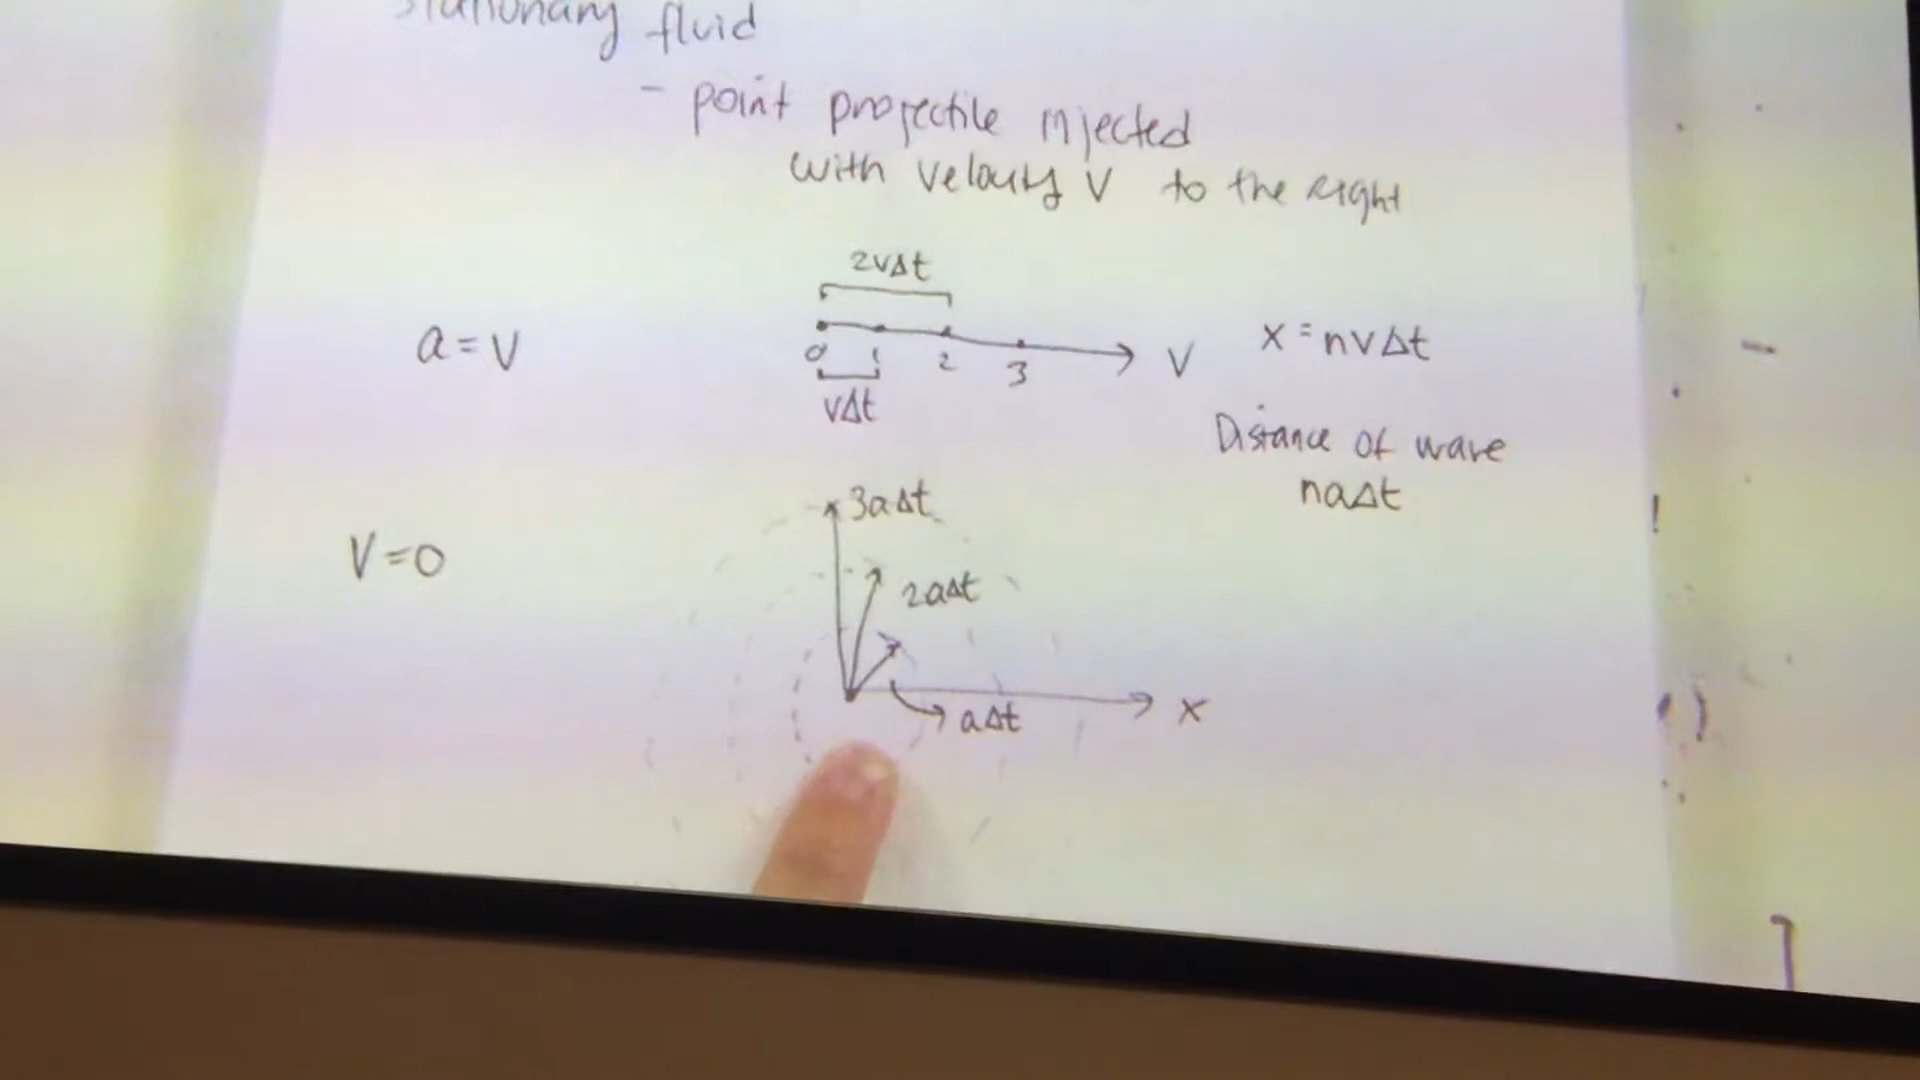 stationary fluid
- point projectile injected
with velocity V to the right
2vΔt
a = V
0 1 2 3
V
x = nvΔt
vΔt
Distance of wave
naΔt
3aΔt
V = 0
2aΔt
aΔt
x